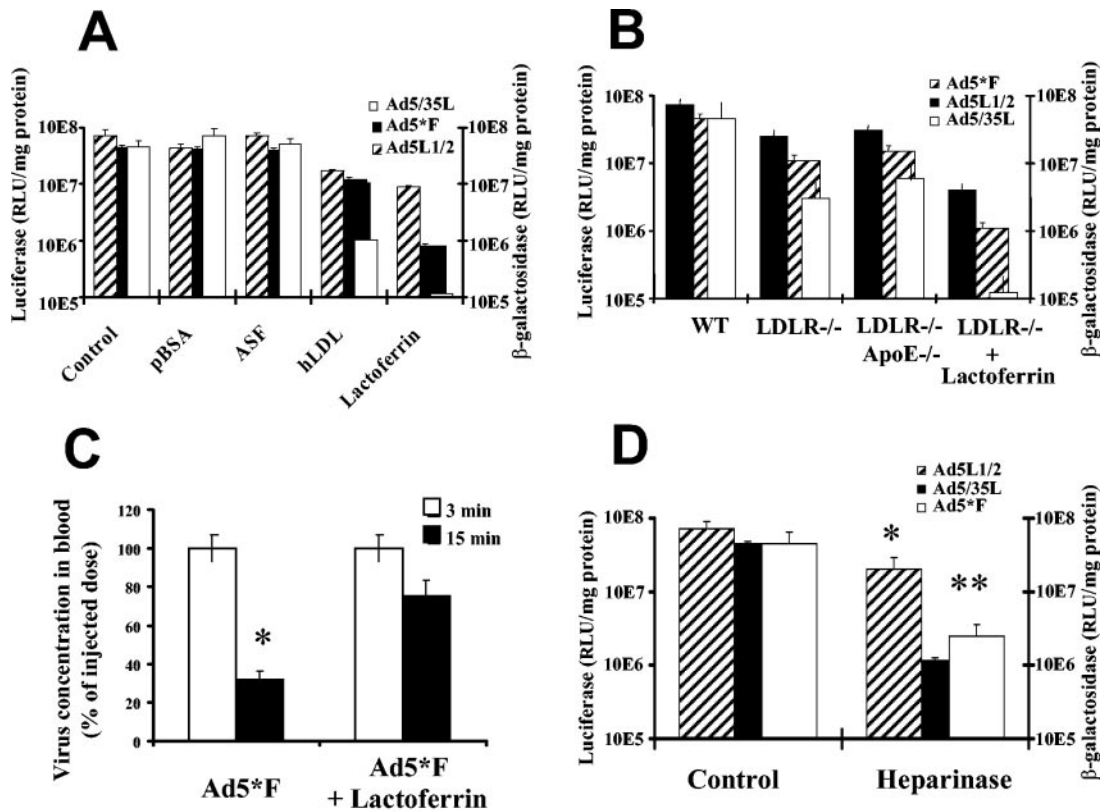 A
Luciferase (RLU/mg protein)
10E8
10E7
10E6
10E5
Ad5/35L
Ad5*F
Ad5L1/2
10E8
10E7
10E6
10E5
β-galactosidase (RLU/mg protein)
Control
pBSA
ASF
hLDL
Lactoferrin
B
Luciferase (RLU/mg protein)
10E8
10E7
10E6
10E5
Ad5*F
Ad5L1/2
Ad5/35L
10E8
10E7
10E6
10E5
β-galactosidase (RLU/mg protein)
WT
LDLR-/-
LDLR-/-
ApoE-/-
LDLR-/-
+
Lactoferrin
C
Virus concentration in blood
(% of injected dose)
120
100
80
60
40
20
0
3 min
15 min
*
Ad5*F
Ad5*F
+ Lactoferrin
D
Luciferase (RLU/mg protein)
10E8
10E7
10E6
10E5
Ad5L1/2
Ad5/35L
Ad5*F
*
**
10E8
10E7
10E6
10E5
β-galactosidase (RLU/mg protein)
Control
Heparinase